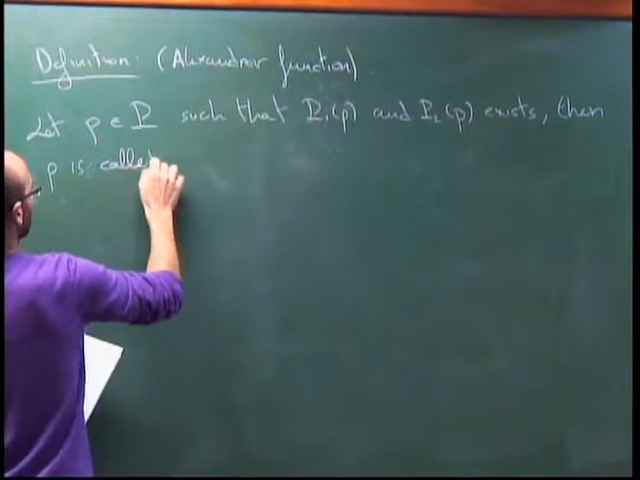 Definition: (Alexandrov function)
Let p ∈ P such that P₁(p) and P₂(p) exists, then
p is called